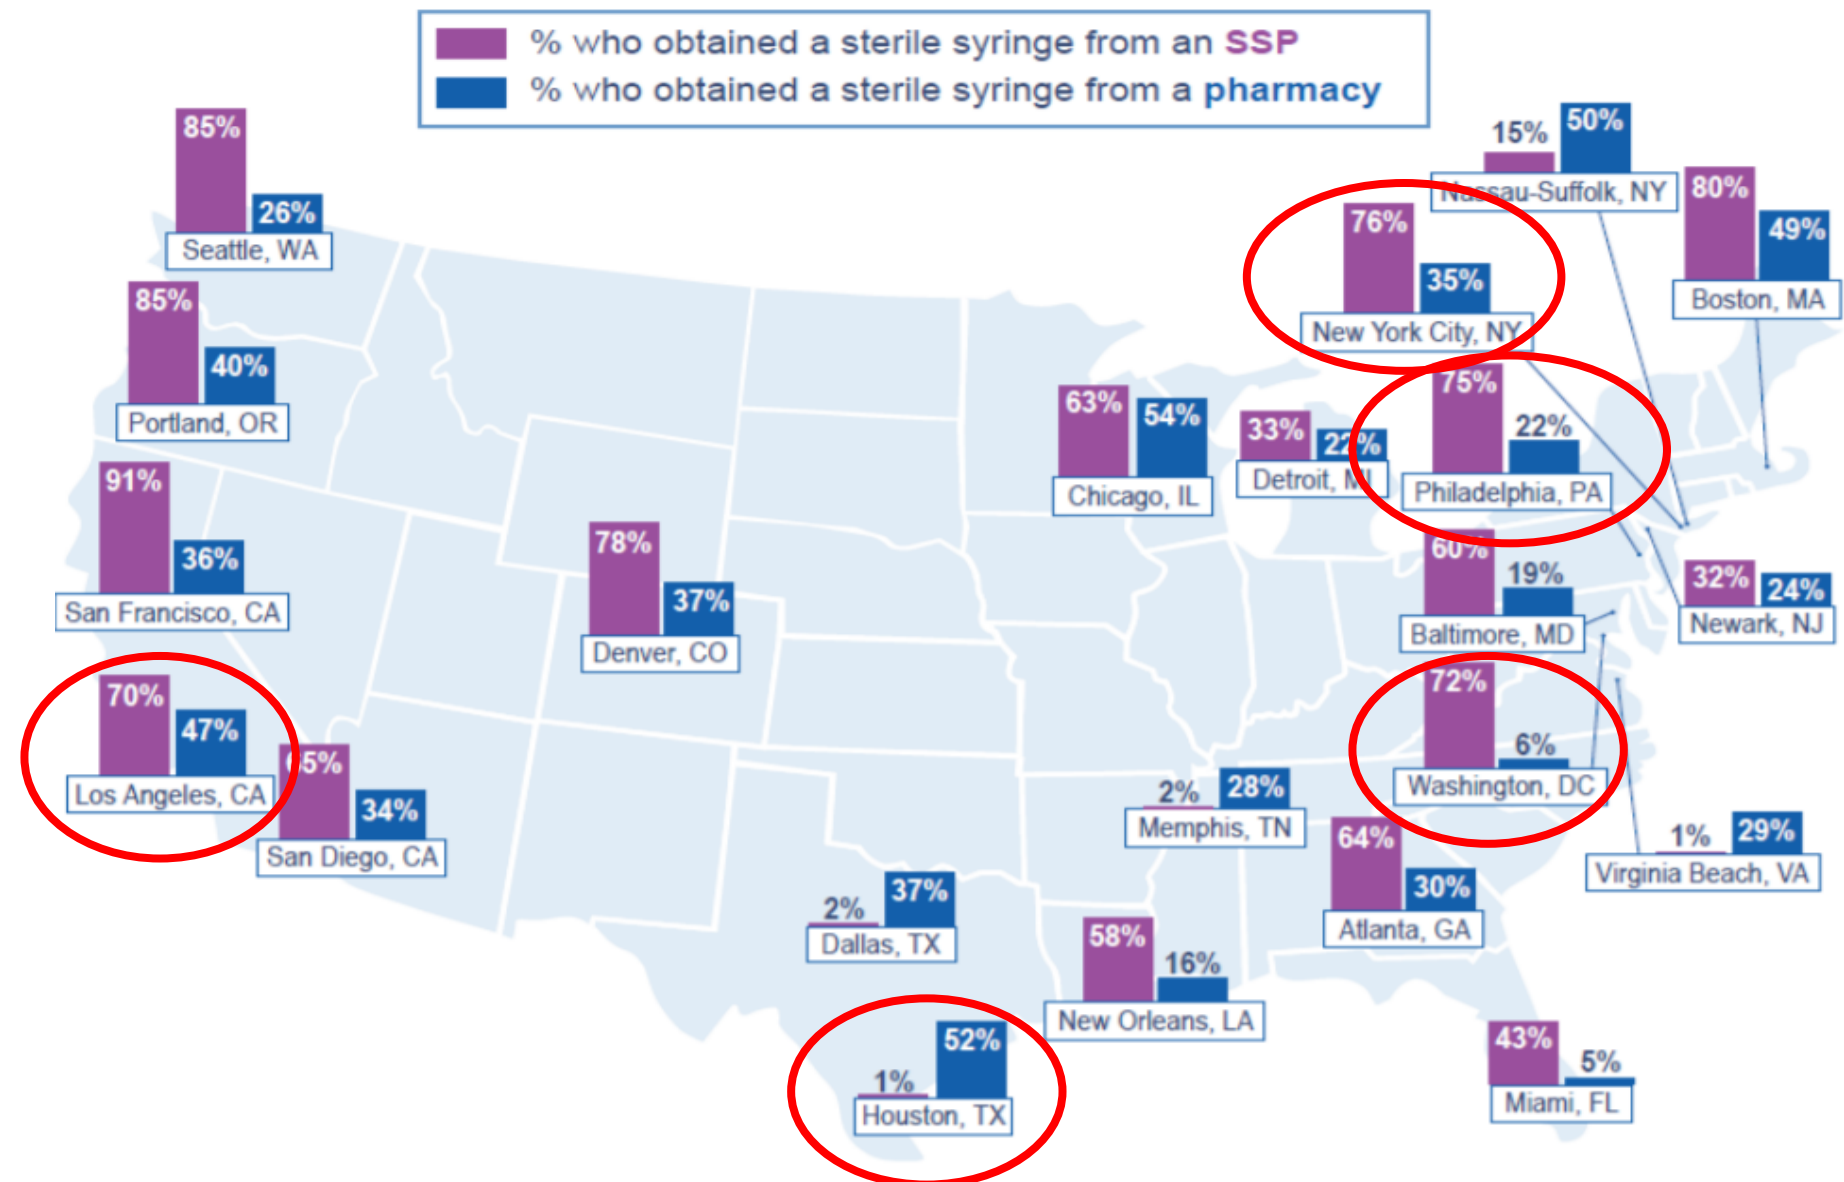 % who obtained a sterile syringe from an SSP
% who obtained a sterile syringe from a pharmacy
85%
26%
Seattle, WA
85%
40%
Portland, OR
91%
36%
San Francisco, CA
70%
47%
Los Angeles, CA
65%
34%
San Diego, CA
78%
37%
Denver, CO
2%
37%
Dallas, TX
1%
52%
Houston, TX
63%
54%
Chicago, IL
33%
22%
Detroit, MI
2%
28%
Memphis, TN
58%
16%
New Orleans, LA
15%
50%
Nassau-Suffolk, NY
80%
49%
Boston, MA
76%
35%
New York City, NY
75%
22%
Philadelphia, PA
60%
19%
Baltimore, MD
32%
24%
Newark, NJ
72%
6%
Washington, DC
1%
29%
Virginia Beach, VA
64%
30%
Atlanta, GA
43%
5%
Miami, FL